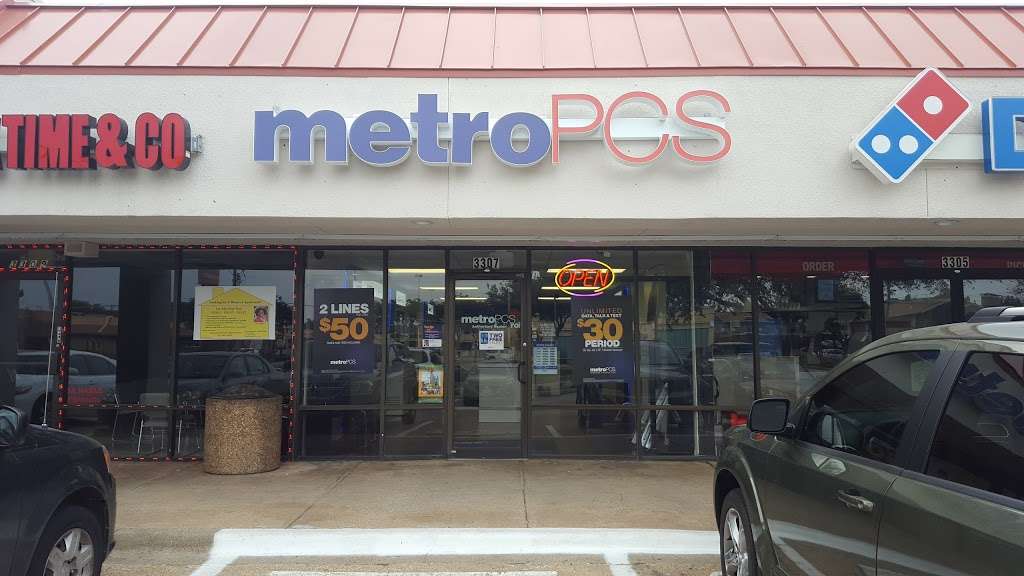 TIME & CO
metroPCS
3309
3307
3305
OPEN
ORDER
2 LINES
$50
metroPCS
metroPCS
UNLIMITED
DATA, TALK & TEXT
$30
PERIOD
metroPCS